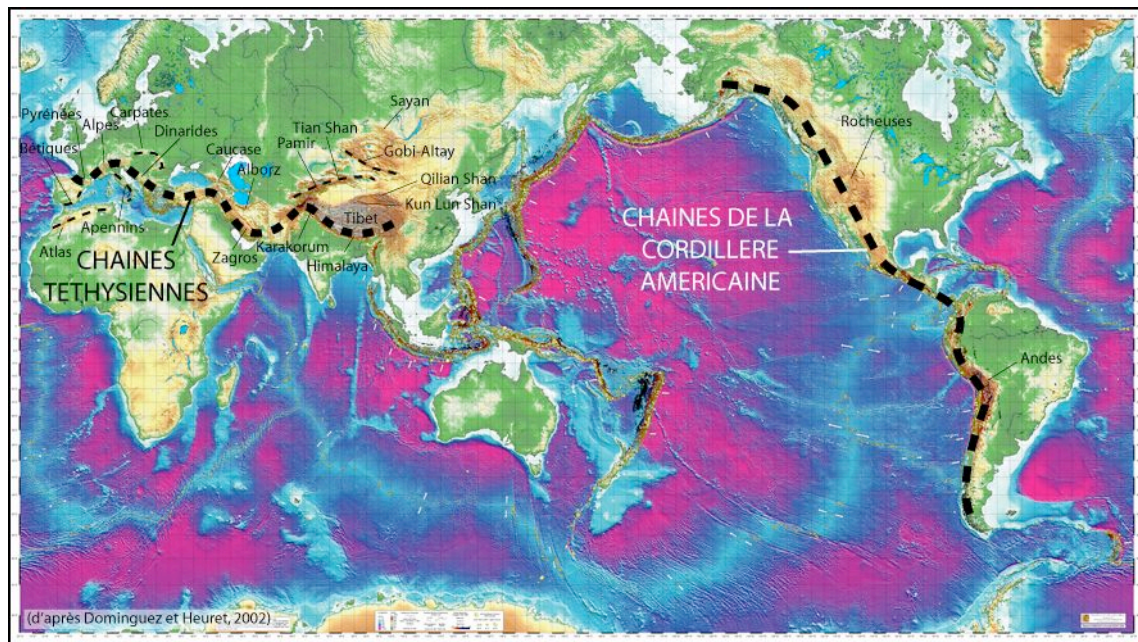 Pyrénées
Carpates
Alpes
Dinarides
Bétiques
Caucase
Alborz
Pamir
Tian Shan
Sayan
Gobi-Altay
Qilian Shan
Kun Lun Shan
Tibet
Apennins
Atlas
Zagros
Karakorum
Himalaya
CHAINES
TETHYSIENNES
Rocheuses
CHAINES DE LA
CORDILLERE
AMERICAINE
Andes
(d'après Dominguez et Heuret, 2002)